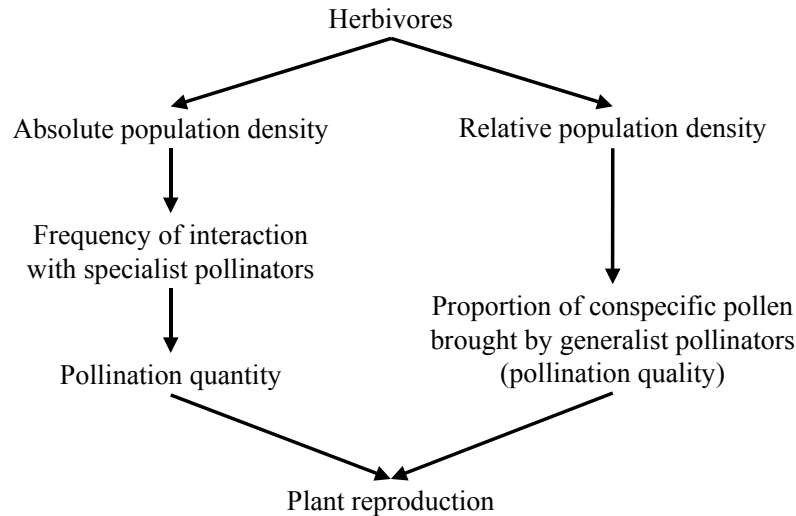 Herbivores
Absolute population density
Relative population density
Frequency of interaction
with specialist pollinators
Proportion of conspecific pollen
brought by generalist pollinators
(pollination quality)
Pollination quantity
Plant reproduction